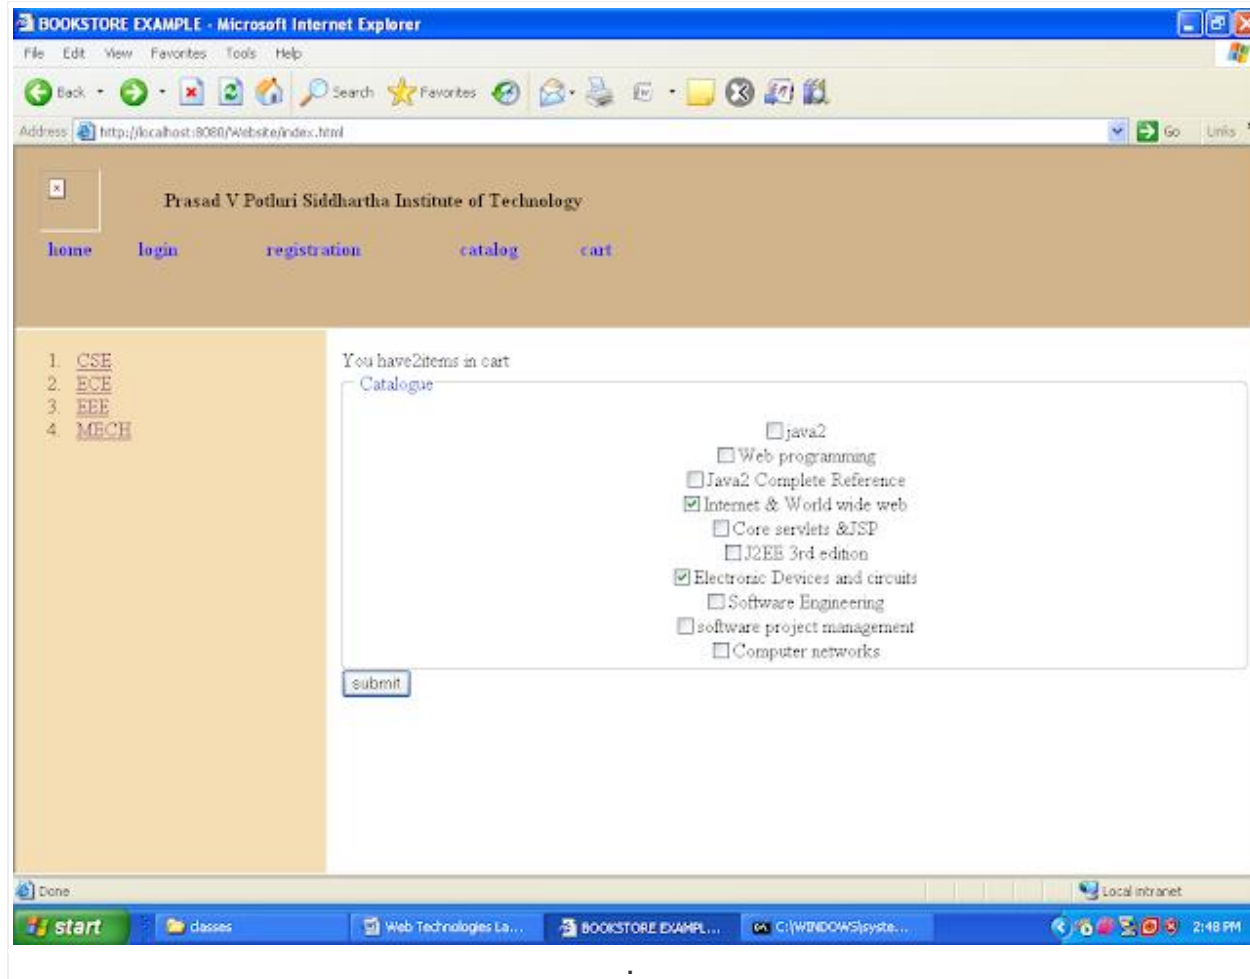 BOOKSTORE EXAMPLE - Microsoft Internet Explorer
File Edit View Favorites Tools Help
Back Search Favorites
Address http://localhost:8080/Website/index.html Go Links
Prasad V Potluri Siddhartha Institute of Technology
home login registration catalog cart
1. CSE
2. ECE
3. EEE
4. MECH
You have2items in cart
Catalogue
java2
Web programming
Java2 Complete Reference
Internet & World wide web
Core servlets &JSP
J2EE 3rd edition
Electronic Devices and circuits
Software Engineering
software project management
Computer networks
submit
Done Local intranet
start classes Web Technologies La... BOOKSTORE EXAMPL... C:\WINDOWS\syste... 2:48 PM
.